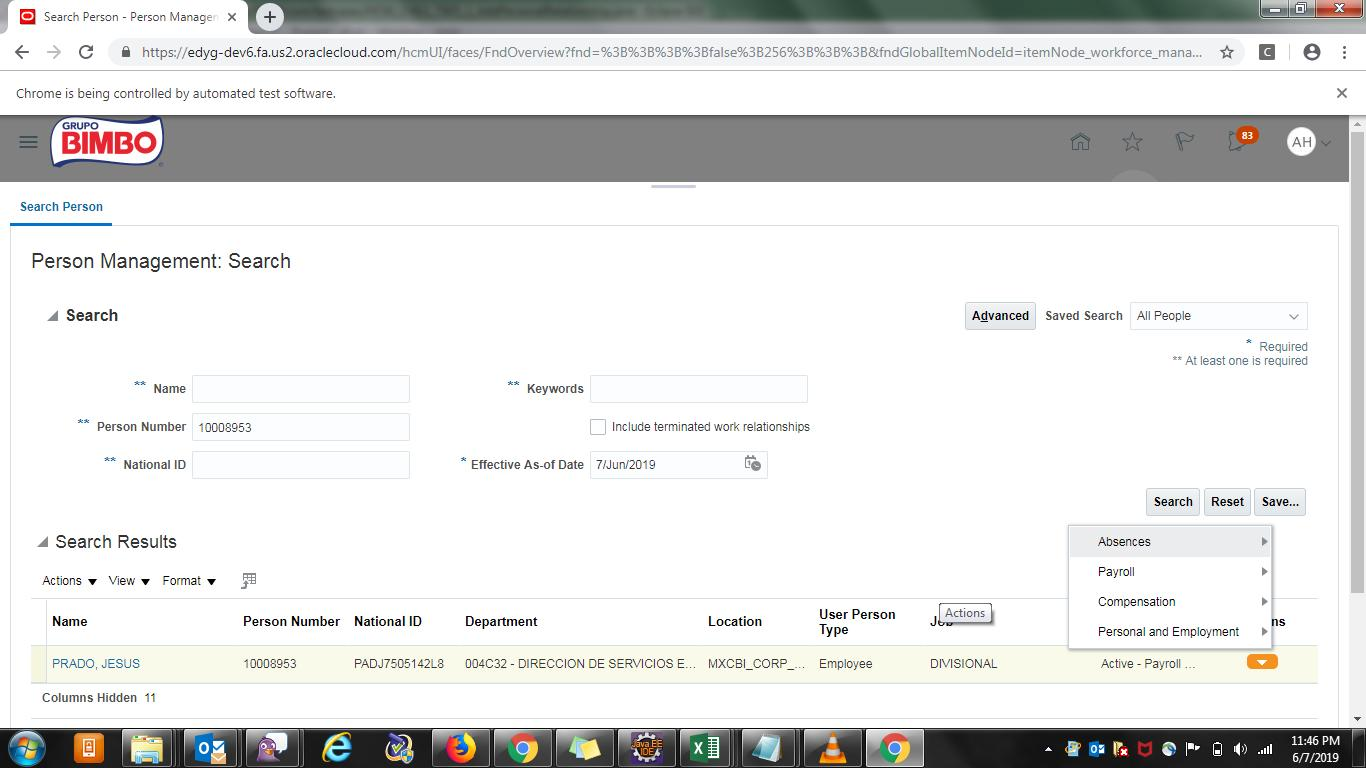 Search Person - Person Managen
https://edyg-dev6.fa.us2.oraclecloud.com/hcmUI/faces/FndOverview?fnd=%3B%3B%3B%3Bfalse%3B256%3B%3B%3B&fndGlobalItemNodeId=itemNode_workforce_mana...
C
Chrome is being controlled by automated test software.
GRUPO
BIMBO
83
AH
Search Person
Person Management: Search
Search
Advanced
Saved Search
All People
* Required
** At least one is required
** Name
** Keywords
** Person Number
10008953
Include terminated work relationships
** National ID
* Effective As-of Date
7/Jun/2019
Search
Reset
Save...
Search Results
Absences
Payroll
Compensation
Personal and Employment
Actions
View
Format
Actions
Name
Person Number
National ID
Department
Location
User Person
Type
PRADO, JESUS
10008953
PADJ7505142L8
004C32 - DIRECCION DE SERVICIOS E...
MXCBI_CORP_...
Employee
DIVISIONAL
Active - Payroll ...
Columns Hidden 11
Java EE
IDE
11:46 PM
6/7/2019